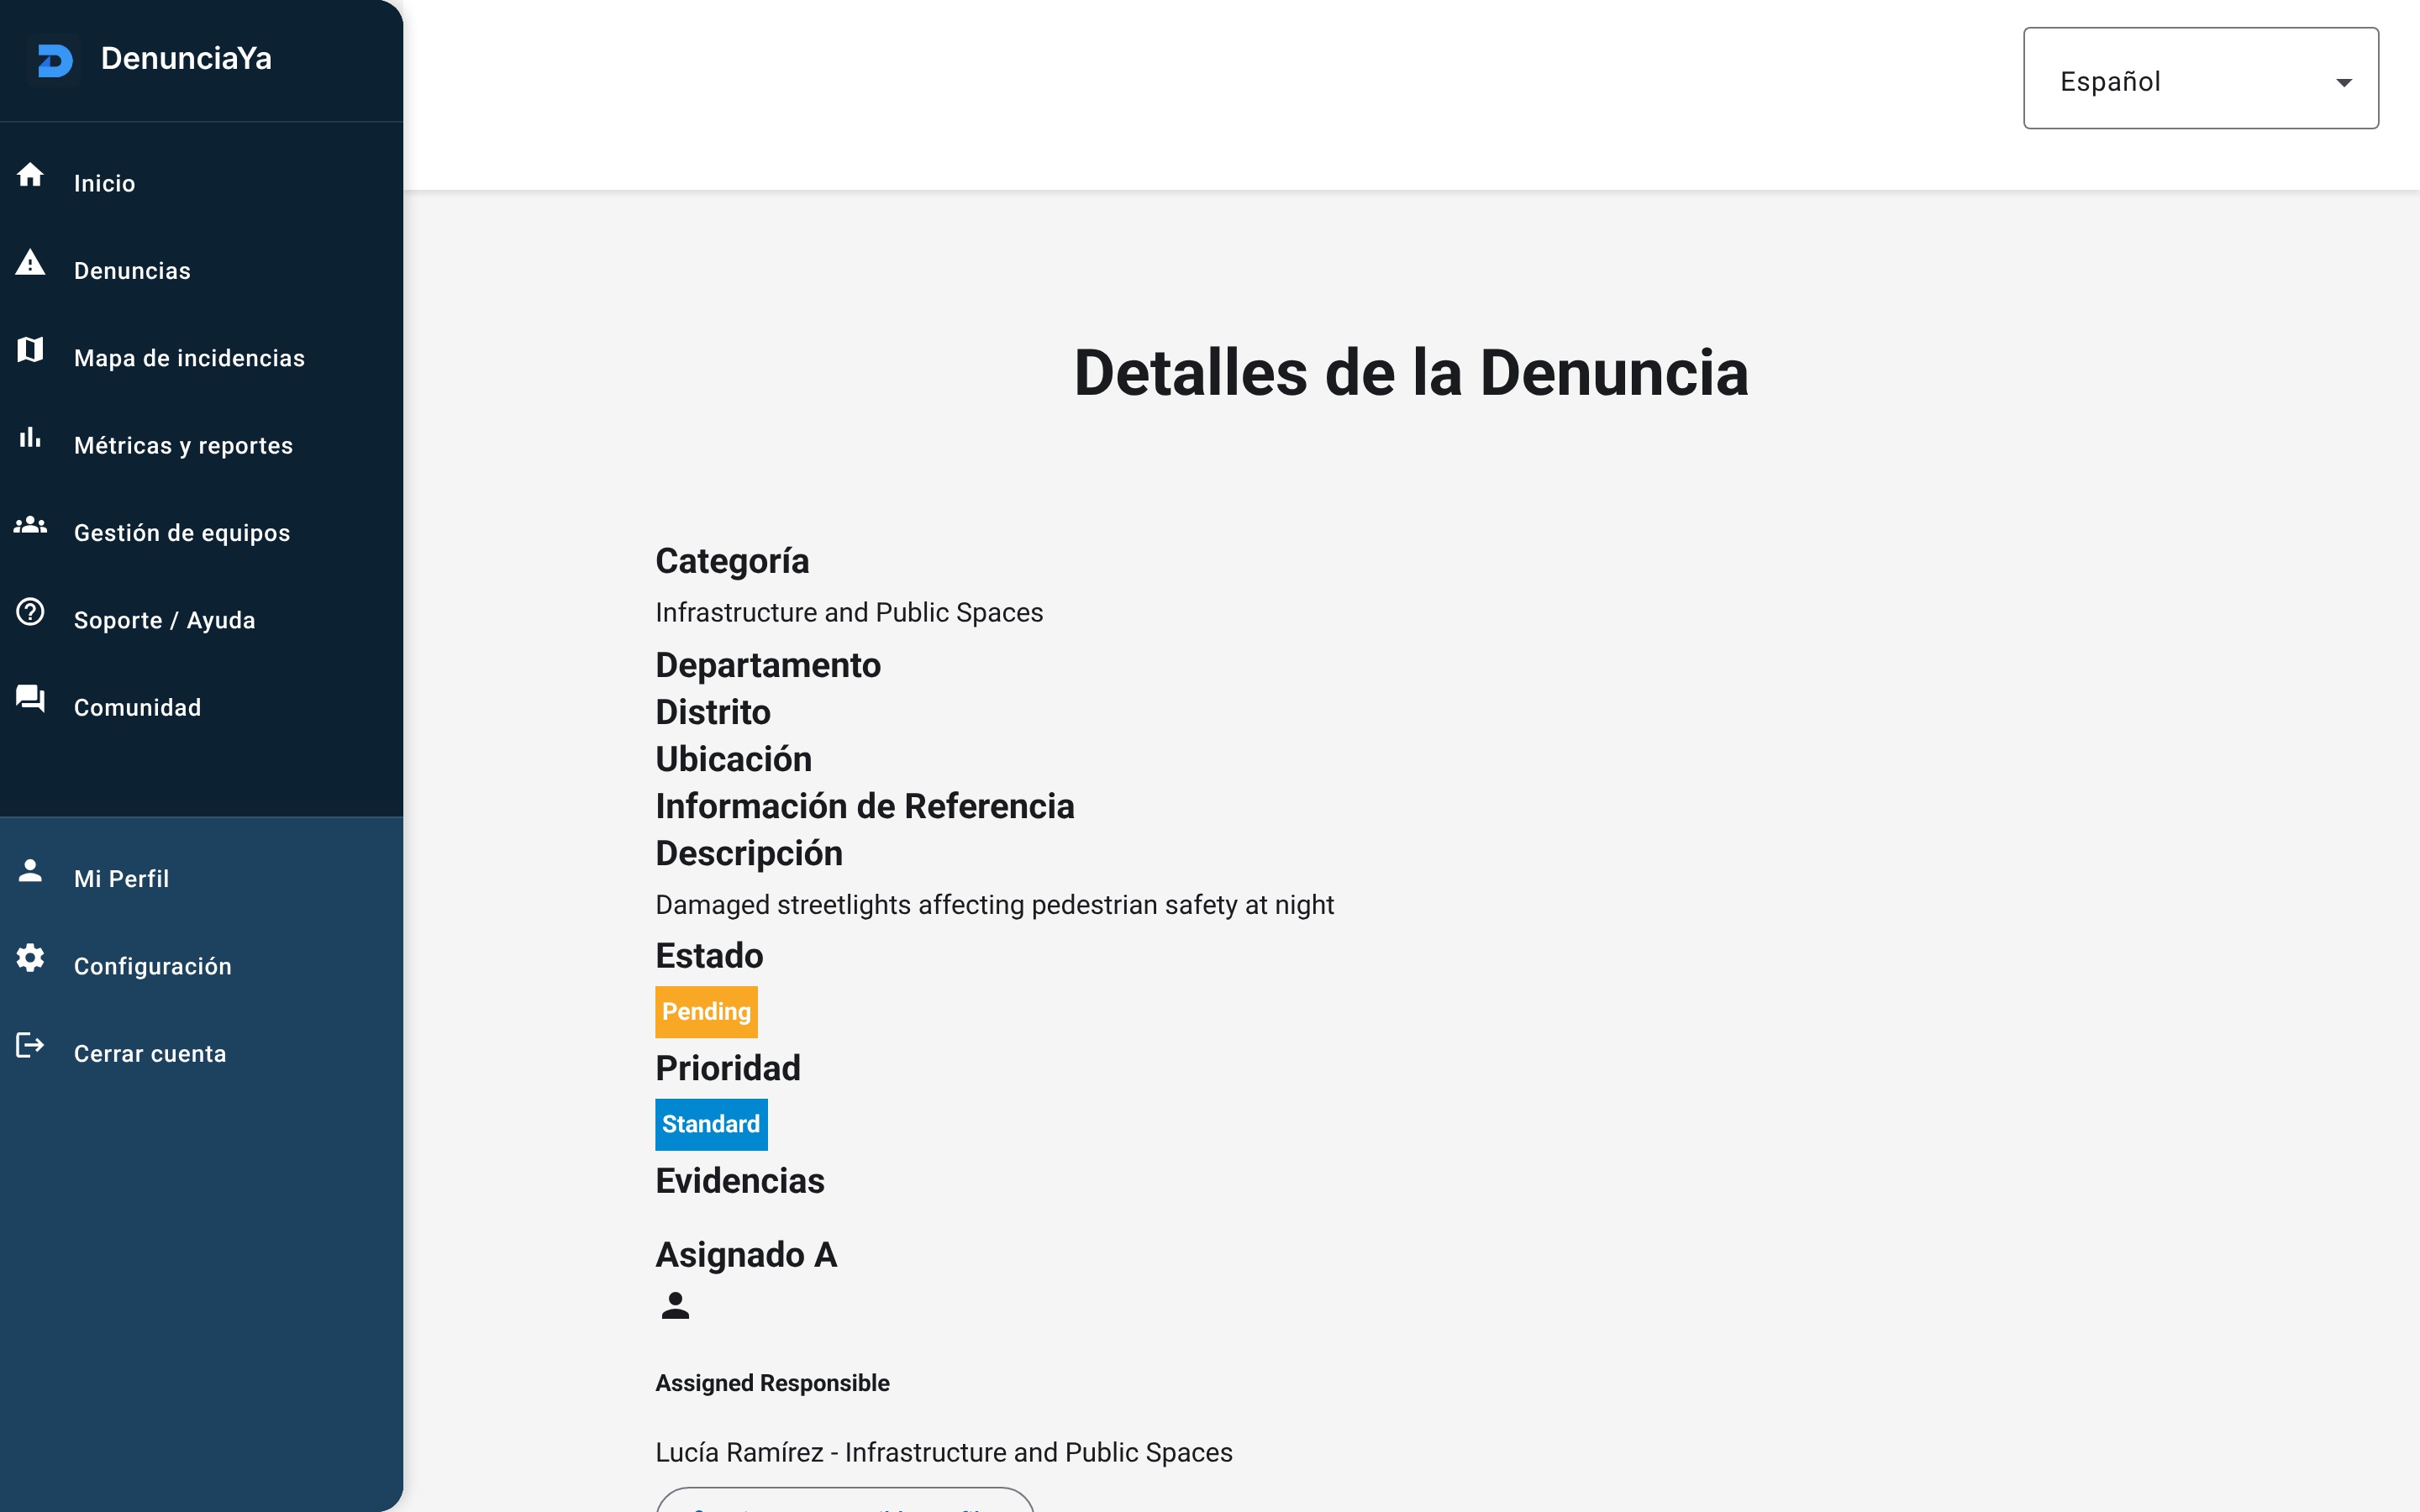 DenunciaYa
Español
Inicio
Denuncias
Mapa de incidencias
Métricas y reportes
Gestión de equipos
Soporte / Ayuda
Comunidad
Mi Perfil
Configuración
Cerrar cuenta
Detalles de la Denuncia
Categoría
Infrastructure and Public Spaces
Departamento
Distrito
Ubicación
Información de Referencia
Descripción
Damaged streetlights affecting pedestrian safety at night
Estado
Pending
Prioridad
Standard
Evidencias
Asignado A
Assigned Responsible
Lucía Ramírez - Infrastructure and Public Spaces